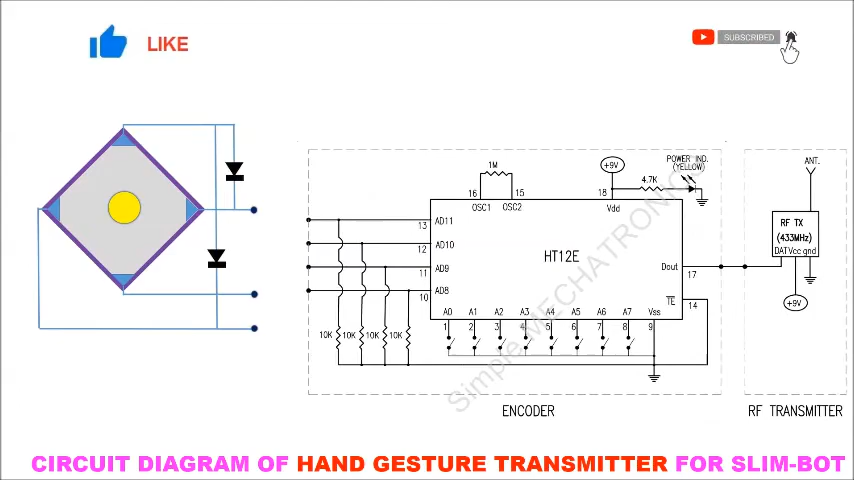 LIKE
SUBSCRIBED
1M
+9V
POWER IND.
(YELLOW)
4.7K
16
15
18
OSC1
OSC2
Vdd
13
AD11
12
AD10
11
AD9
10
AD8
HT12E
Dout
17
TE
14
A0
A1
A2
A3
A4
A5
A6
A7
Vss
1
2
3
4
5
6
7
8
9
10K
10K
10K
10K
ANT.
RF TX
(433MHz)
DAT Vcc gnd
+9V
Simple MECHATRONICS
ENCODER
RF TRANSMITTER
CIRCUIT DIAGRAM OF HAND GESTURE TRANSMITTER FOR SLIM-BOT